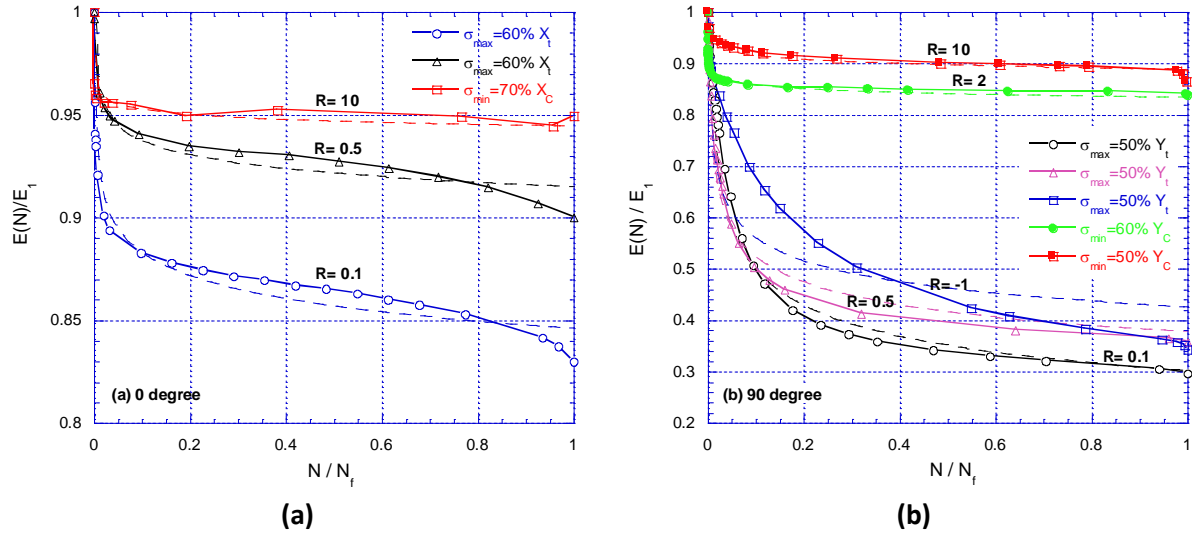 1
0.95
0.9
0.85
0.8
0
0.2
0.4
0.6
0.8
1
E(N)/E1
N / Nf
σmax=60% Xt
σmax=60% Xt
σmin=70% XC
R= 10
R= 0.5
R= 0.1
(a) 0 degree
(a)
1
0.9
0.8
0.7
0.6
0.5
0.4
0.3
0.2
0
0.2
0.4
0.6
0.8
1
E(N) / E1
N / Nf
R= 10
R= 2
σmax=50% Yt
σmax=50% Yt
σmax=50% Yt
σmin=60% YC
σmin=50% YC
R= -1
R= 0.5
R= 0.1
(b) 90 degree
(b)